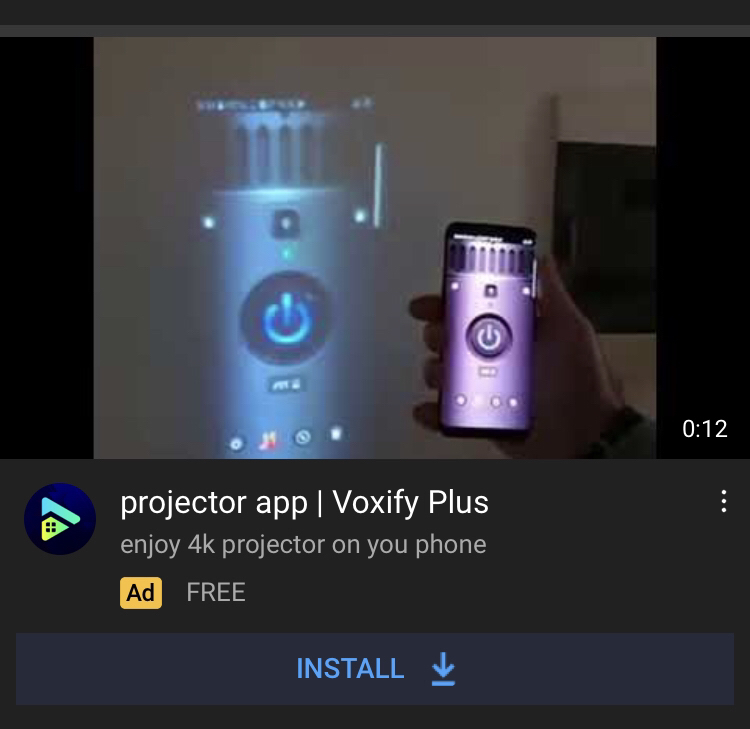 0:12
projector app | Voxify Plus
enjoy 4k projector on you phone
Ad FREE
INSTALL